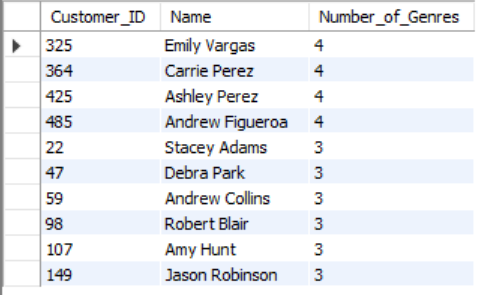 Customer_ID Name Number_of_Genres
325 Emily Vargas 4
364 Carrie Perez 4
425 Ashley Perez 4
485 Andrew Figueroa 4
22 Stacey Adams 3
47 Debra Park 3
59 Andrew Collins 3
98 Robert Blair 3
107 Amy Hunt 3
149 Jason Robinson 3